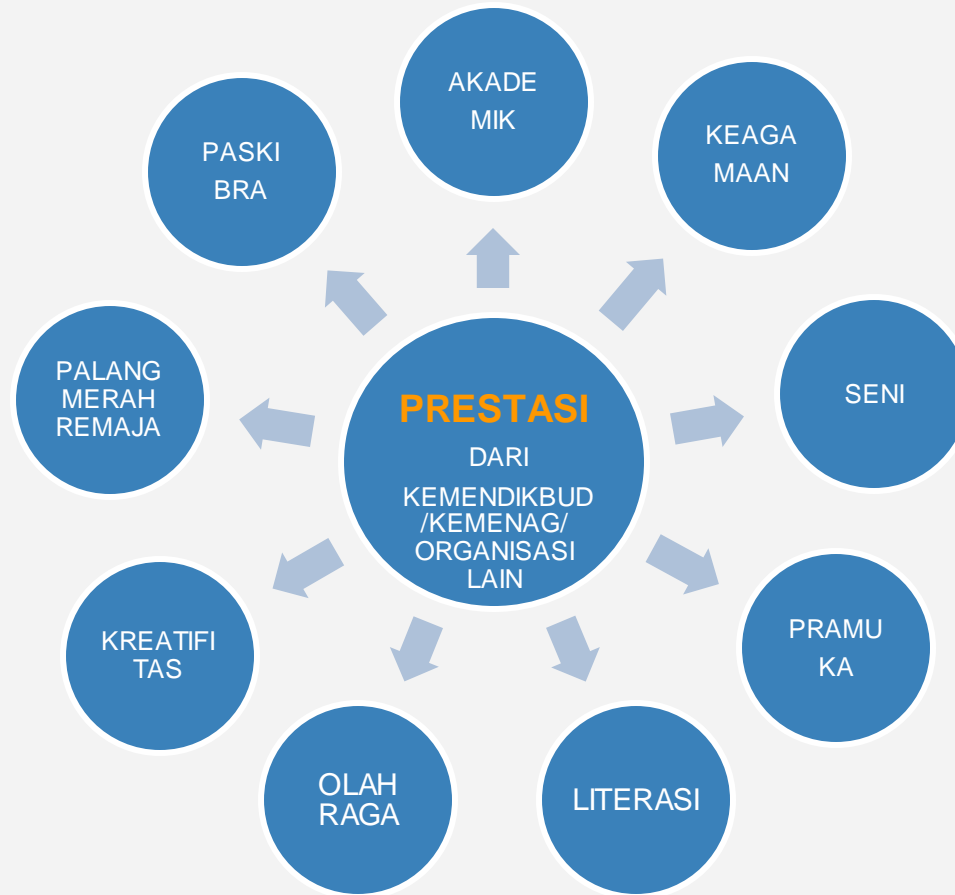 PRESTASI
DARI
KEMENDIKBUD
/KEMENAG/
ORGANISASI
LAIN
AKADE
MIK
KEAGA
MAAN
SENI
PRAMU
KA
LITERASI
OLAH
RAGA
KREATIFI
TAS
PALANG
MERAH
REMAJA
PASKI
BRA